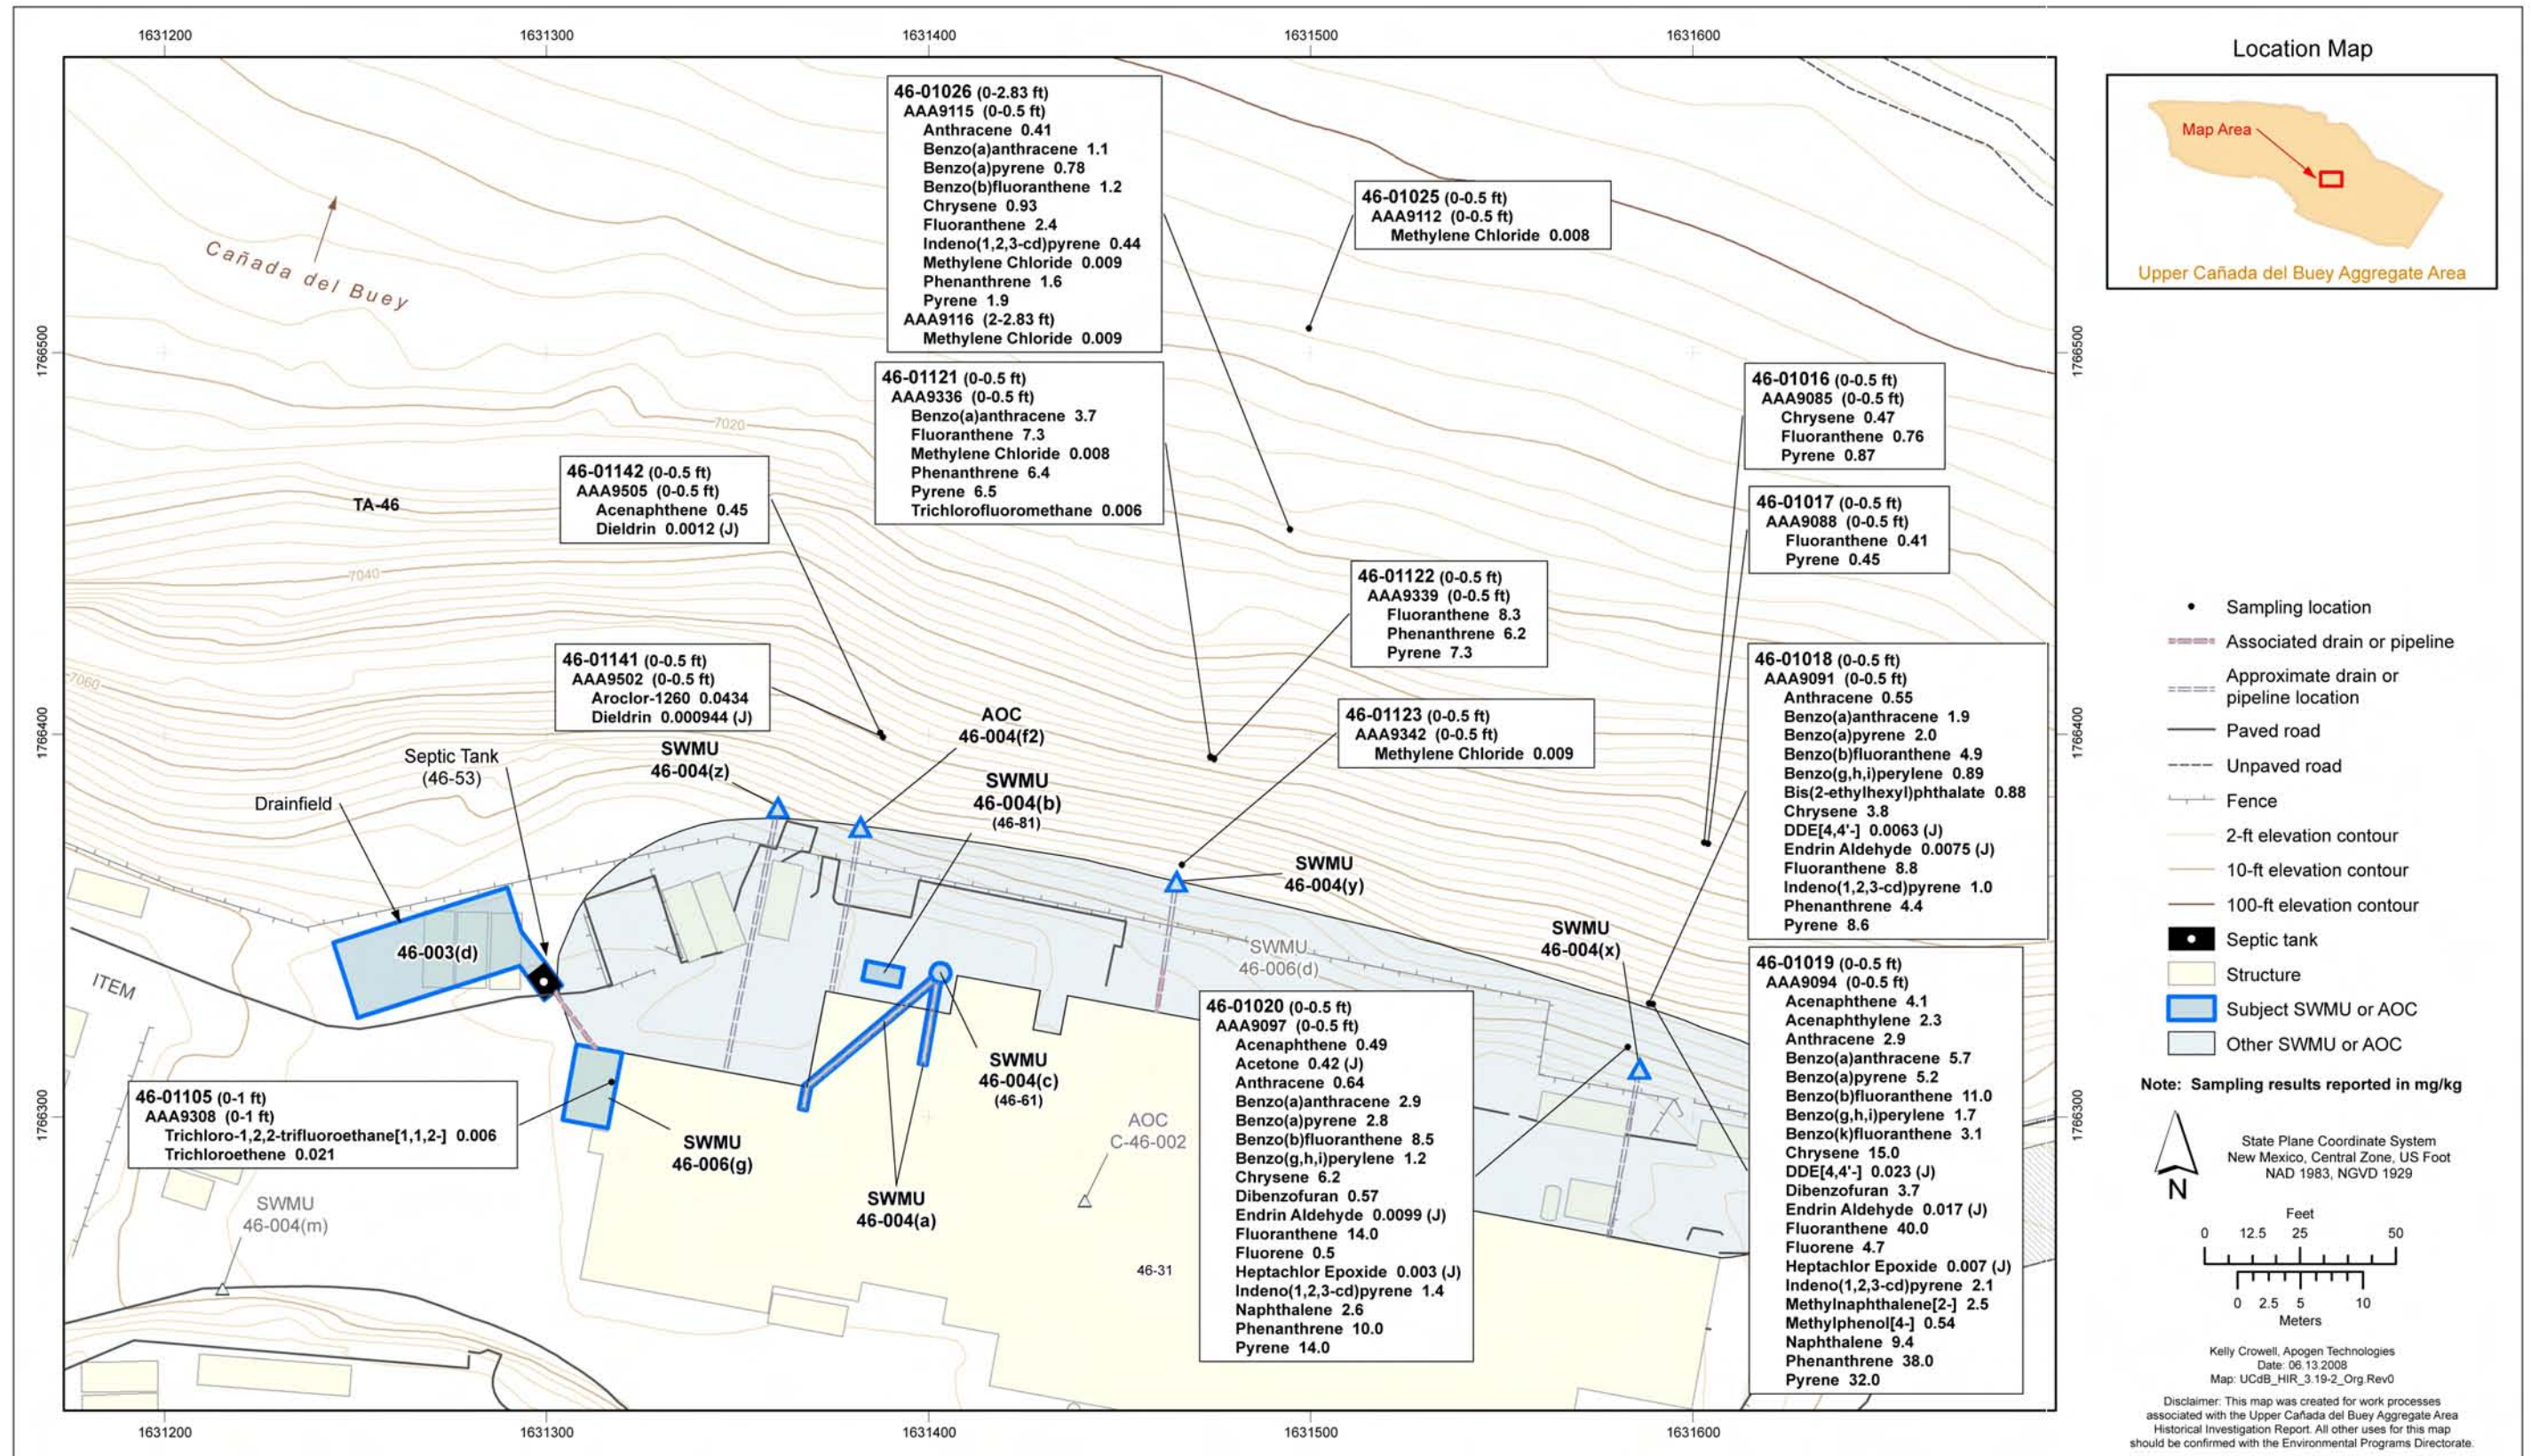 1631200
1631300
1631400
1631500
1631600
1766500
1766400
1766300
1766500
1766400
1766300
Cañada del Buey
TA-46
7020
7040
7060
46-01026 (0-2.83 ft)
AAA9115 (0-0.5 ft)
Anthracene 0.41
Benzo(a)anthracene 1.1
Benzo(a)pyrene 0.78
Benzo(b)fluoranthene 1.2
Chrysene 0.93
Fluoranthene 2.4
Indeno(1,2,3-cd)pyrene 0.44
Methylene Chloride 0.009
Phenanthrene 1.6
Pyrene 1.9
AAA9116 (2-2.83 ft)
Methylene Chloride 0.009
46-01025 (0-0.5 ft)
AAA9112 (0-0.5 ft)
Methylene Chloride 0.008
46-01121 (0-0.5 ft)
AAA9336 (0-0.5 ft)
Benzo(a)anthracene 3.7
Fluoranthene 7.3
Methylene Chloride 0.008
Phenanthrene 6.4
Pyrene 6.5
Trichlorofluoromethane 0.006
46-01016 (0-0.5 ft)
AAA9085 (0-0.5 ft)
Chrysene 0.47
Fluoranthene 0.76
Pyrene 0.87
46-01142 (0-0.5 ft)
AAA9505 (0-0.5 ft)
Acenaphthene 0.45
Dieldrin 0.0012 (J)
46-01017 (0-0.5 ft)
AAA9088 (0-0.5 ft)
Fluoranthene 0.41
Pyrene 0.45
46-01122 (0-0.5 ft)
AAA9339 (0-0.5 ft)
Fluoranthene 8.3
Phenanthrene 6.2
Pyrene 7.3
46-01141 (0-0.5 ft)
AAA9502 (0-0.5 ft)
Aroclor-1260 0.0434
Dieldrin 0.000944 (J)
46-01123 (0-0.5 ft)
AAA9342 (0-0.5 ft)
Methylene Chloride 0.009
46-01018 (0-0.5 ft)
AAA9091 (0-0.5 ft)
Anthracene 0.55
Benzo(a)anthracene 1.9
Benzo(a)pyrene 2.0
Benzo(b)fluoranthene 4.9
Benzo(g,h,i)perylene 0.89
Bis(2-ethylhexyl)phthalate 0.88
Chrysene 3.8
DDE[4,4'-] 0.0063 (J)
Endrin Aldehyde 0.0075 (J)
Fluoranthene 8.8
Indeno(1,2,3-cd)pyrene 1.0
Phenanthrene 4.4
Pyrene 8.6
AOC
46-004(f2)
SWMU
46-004(z)
Septic Tank
(46-53)
Drainfield
SWMU
46-004(b)
(46-81)
SWMU
46-004(y)
SWMU
46-004(x)
SWMU
46-006(d)
46-003(d)
ITEM
46-01019 (0-0.5 ft)
AAA9094 (0-0.5 ft)
Acenaphthene 4.1
Acenaphthylene 2.3
Anthracene 2.9
Benzo(a)anthracene 5.7
Benzo(a)pyrene 5.2
Benzo(b)fluoranthene 11.0
Benzo(g,h,i)perylene 1.7
Benzo(k)fluoranthene 3.1
Chrysene 15.0
DDE[4,4'-] 0.023 (J)
Dibenzofuran 3.7
Endrin Aldehyde 0.017 (J)
Fluoranthene 40.0
Fluorene 4.7
Heptachlor Epoxide 0.007 (J)
Indeno(1,2,3-cd)pyrene 2.1
Methylnaphthalene[2-] 2.5
Methylphenol[4-] 0.54
Naphthalene 9.4
Phenanthrene 38.0
Pyrene 32.0
46-01020 (0-0.5 ft)
AAA9097 (0-0.5 ft)
Acenaphthene 0.49
Acetone 0.42 (J)
Anthracene 0.64
Benzo(a)anthracene 2.9
Benzo(a)pyrene 2.8
Benzo(b)fluoranthene 8.5
Benzo(g,h,i)perylene 1.2
Chrysene 6.2
Dibenzofuran 0.57
Endrin Aldehyde 0.0099 (J)
Fluoranthene 14.0
Fluorene 0.5
Heptachlor Epoxide 0.003 (J)
Indeno(1,2,3-cd)pyrene 1.4
Naphthalene 2.6
Phenanthrene 10.0
Pyrene 14.0
SWMU
46-004(c)
(46-61)
46-01105 (0-1 ft)
AAA9308 (0-1 ft)
Trichloro-1,2,2-trifluoroethane[1,1,2-] 0.006
Trichloroethene 0.021
SWMU
46-006(g)
AOC
C-46-002
SWMU
46-004(a)
SWMU
46-004(m)
46-31
1631200
1631300
1631400
1631500
1631600
Location Map
Map Area
Upper Cañada del Buey Aggregate Area
Sampling location
Associated drain or pipeline
Approximate drain or
pipeline location
Paved road
Unpaved road
Fence
2-ft elevation contour
10-ft elevation contour
100-ft elevation contour
Septic tank
Structure
Subject SWMU or AOC
Other SWMU or AOC
Note: Sampling results reported in mg/kg
N
State Plane Coordinate System
New Mexico, Central Zone, US Foot
NAD 1983, NGVD 1929
Feet
0 12.5 25 50
0 2.5 5 10
Meters
Kelly Crowell, Apogen Technologies
Date: 06.13.2008
Map: UCdB_HIR_3.19-2_Org.Rev0
Disclaimer: This map was created for work processes
associated with the Upper Cañada del Buey Aggregate Area
Historical Investigation Report. All other uses for this map
should be confirmed with the Environmental Programs Directorate.